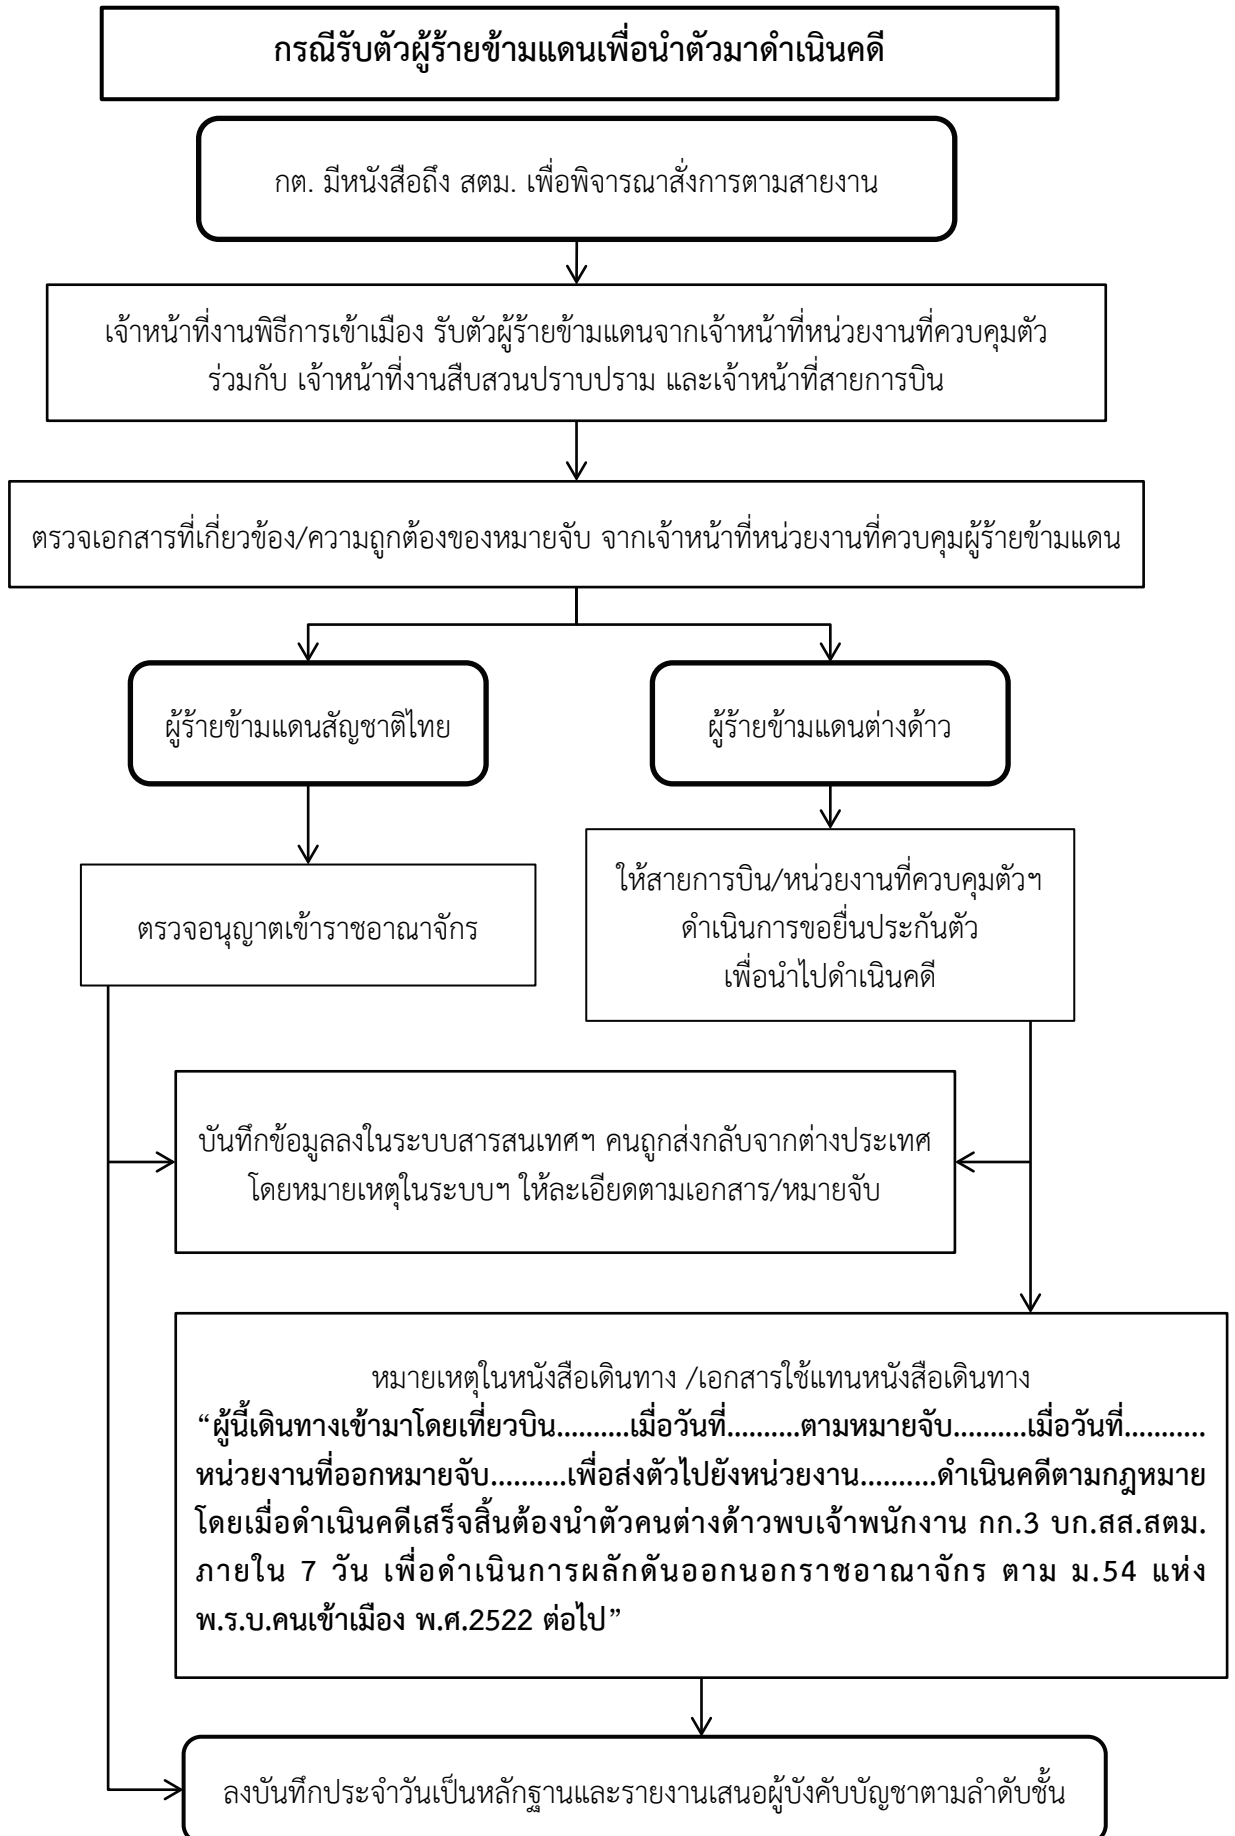 กรณีรับตัวผู้ร้ายข้ามแดนเพื่อนำตัวมาดำเนินคดี
กต. มีหนังสือถึง สตม. เพื่อพิจารณาสั่งการตามสายงาน
เจ้าหน้าที่งานพิธีการเข้าเมือง รับตัวผู้ร้ายข้ามแดนจากเจ้าหน้าที่หน่วยงานที่ควบคุมตัว
ร่วมกับ เจ้าหน้าที่งานสืบสวนปราบปราม และเจ้าหน้าที่สายการบิน
ตรวจเอกสารที่เกี่ยวข้อง/ความถูกต้องของหมายจับ จากเจ้าหน้าที่หน่วยงานที่ควบคุมผู้ร้ายข้ามแดน
ผู้ร้ายข้ามแดนสัญชาติไทย
ผู้ร้ายข้ามแดนต่างด้าว
ตรวจอนุญาตเข้าราชอาณาจักร
ให้สายการบิน/หน่วยงานที่ควบคุมตัวฯ
ดำเนินการขอยื่นประกันตัว
เพื่อนำไปดำเนินคดี
บันทึกข้อมูลลงในระบบสารสนเทศฯ คนถูกส่งกลับจากต่างประเทศ
โดยหมายเหตุในระบบฯ ให้ละเอียดตามเอกสาร/หมายจับ
หมายเหตุในหนังสือเดินทาง /เอกสารใช้แทนหนังสือเดินทาง
“ผู้นี้เดินทางเข้ามาโดยเที่ยวบิน..........เมื่อวันที่..........ตามหมายจับ..........เมื่อวันที่...........
หน่วยงานที่ออกหมายจับ..........เพื่อส่งตัวไปยังหน่วยงาน..........ดำเนินคดีตามกฎหมาย
โดยเมื่อดำเนินคดีเสร็จสิ้นต้องนำตัวคนต่างด้าวพบเจ้าพนักงาน กก.3 บก.สส.สตม.
ภายใน 7 วัน เพื่อดำเนินการผลักดันออกนอกราชอาณาจักร ตาม ม.54 แห่ง
พ.ร.บ.คนเข้าเมือง พ.ศ.2522 ต่อไป”
ลงบันทึกประจำวันเป็นหลักฐานและรายงานเสนอผู้บังคับบัญชาตามลำดับชั้น